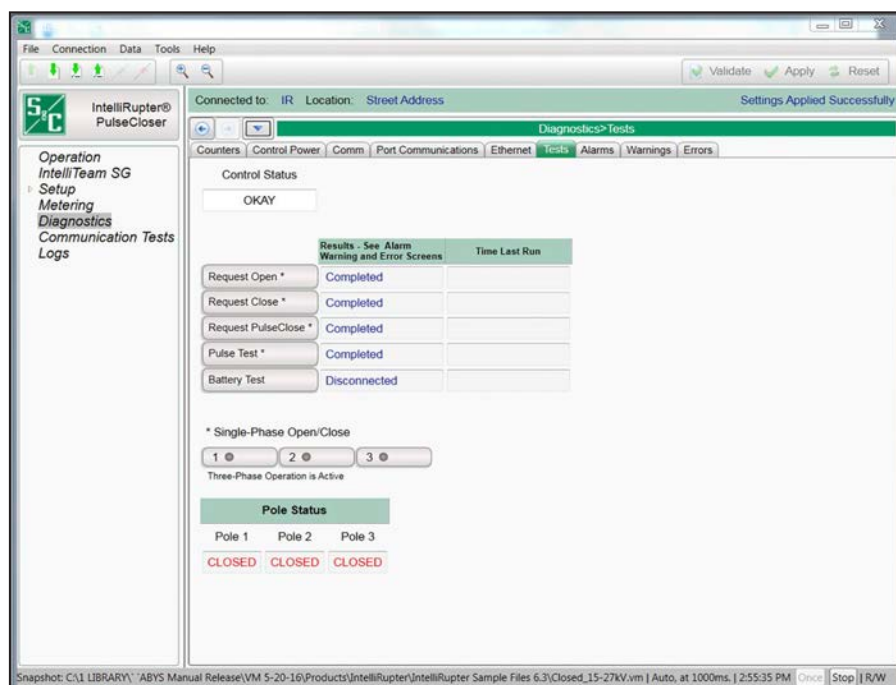 File Connection Data Tools Help
Validate Apply Reset
S&C
IntelliRupter®
PulseCloser
Connected to: IR Location: Street Address Settings Applied Successfully
Diagnostics>Tests
Counters Control Power Comm Port Communications Ethernet Tests Alarms Warnings Errors
Operation
IntelliTeam SG
Setup
Metering
Diagnostics
Communication Tests
Logs
Control Status
OKAY
Results - See Alarm
Warning and Error Screens
Time Last Run
Request Open * Completed
Request Close * Completed
Request PulseClose * Completed
Pulse Test * Completed
Battery Test Disconnected
* Single-Phase Open/Close
1 2 3
Three-Phase Operation is Active
Pole Status
Pole 1 Pole 2 Pole 3
CLOSED CLOSED CLOSED
Snapshot: C:\1 LIBRARY\``ABYS Manual Release\VM 5-20-16\Products\IntelliRupter\IntelliRupter Sample Files 6.3\Closed_15-27kV.vm | Auto, at 1000ms. | 2:55:35 PM Once Stop | R/W